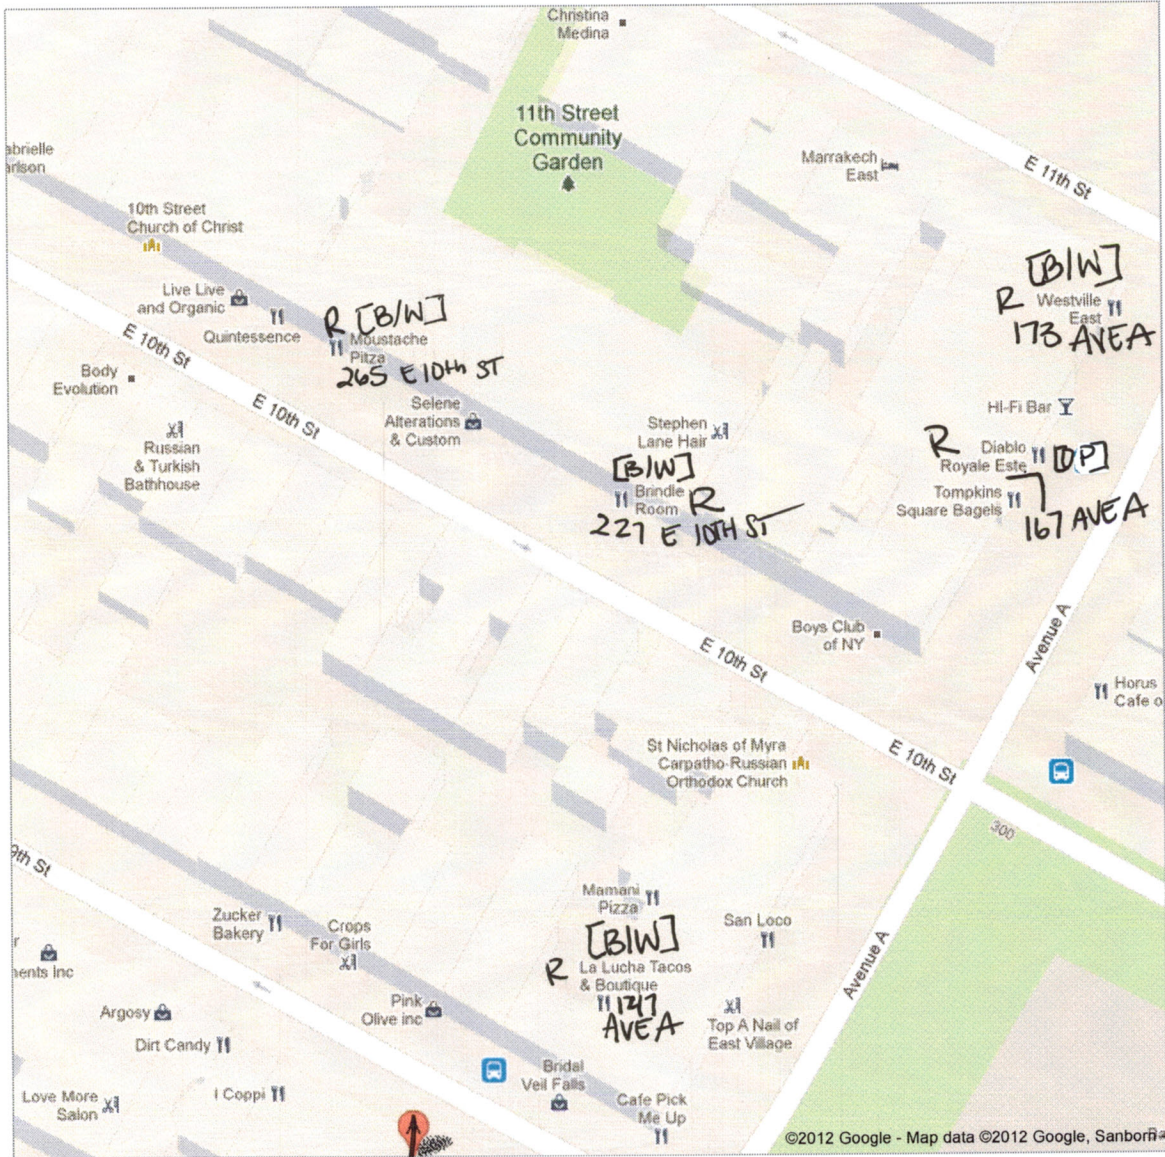 Christina
Medina
11th Street
Community
Garden
Marrakech
East
E 11th St
abrielle
arlson
10th Street
Church of Christ
Live Live
and Organic
Quintessence
R [B/W]
Moustache
Pitza
265 E 10th ST
[B/W]
R Westville
East
173 AVE A
E 10th St
Body
Evolution
E 10th St
Russian
& Turkish
Bathhouse
Selene
Alterations
& Custom
Stephen
Lane Hair
[B/W]
Brindle
Room R
227 E 10TH ST
HI-Fi Bar
R Diablo
Royale Este [OP]
Tompkins
Square Bagels
167 AVE A
Boys Club
of NY
Avenue A
E 10th St
Horus
Cafe o
St Nicholas of Myra
Carpatho-Russian
Orthodox Church
E 10th St
300
9th St
Zucker
Bakery
Crops
For Girls
Mamani
Pizza
San Loco
[B/W]
R La Lucha Tacos
& Boutique
AVE A
Avenue A
r
ents Inc
Argosy
Pink
Olive inc
Top A Nail of
East Village
Dirt Candy
Love More
Salon
I Coppi
Bridal
Veil Falls
Cafe Pick
Me Up
©2012 Google - Map data ©2012 Google, Sanborn